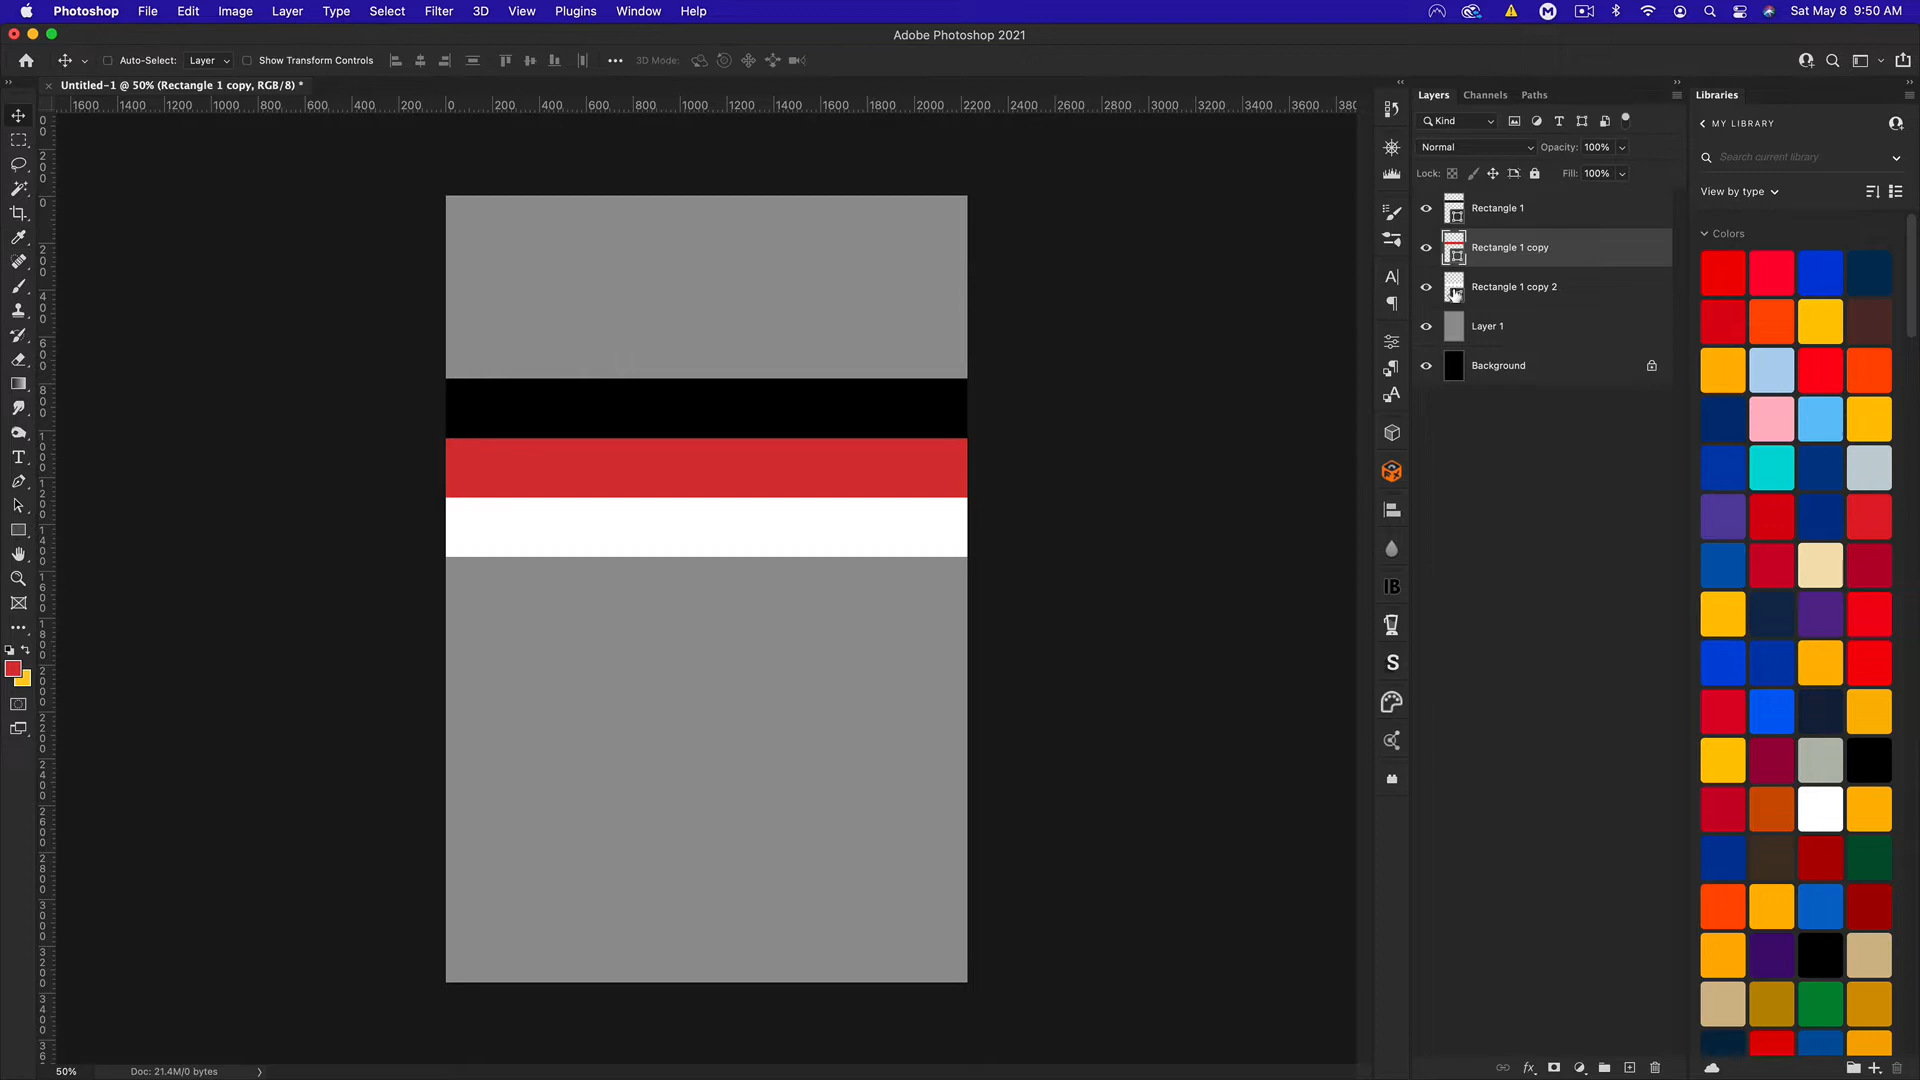 Photoshop File Edit Image Layer Type Select Filter 3D View Plugins Window Help Sat May 8 9:50 AM
Adobe Photoshop 2021
Auto-Select: Layer Show Transform Controls 3D Mode:
Untitled-1 @ 50% (Rectangle 1 copy, RGB/8) *
1600 1400 1200 1000 800 600 400 200 0 200 400 600 800 1000 1200 1400 1600 1800 2000 2200 2400 2600 2800 3000 3200 3400 3600
Layers Channels Paths
Kind
Normal Opacity: 100%
Lock: Fill: 100%
Rectangle 1
Rectangle 1 copy
Rectangle 1 copy 2
Layer 1
Background
Libraries
MY LIBRARY
Search current library
View by type
Colors
50% Doc: 21.4M/0 bytes